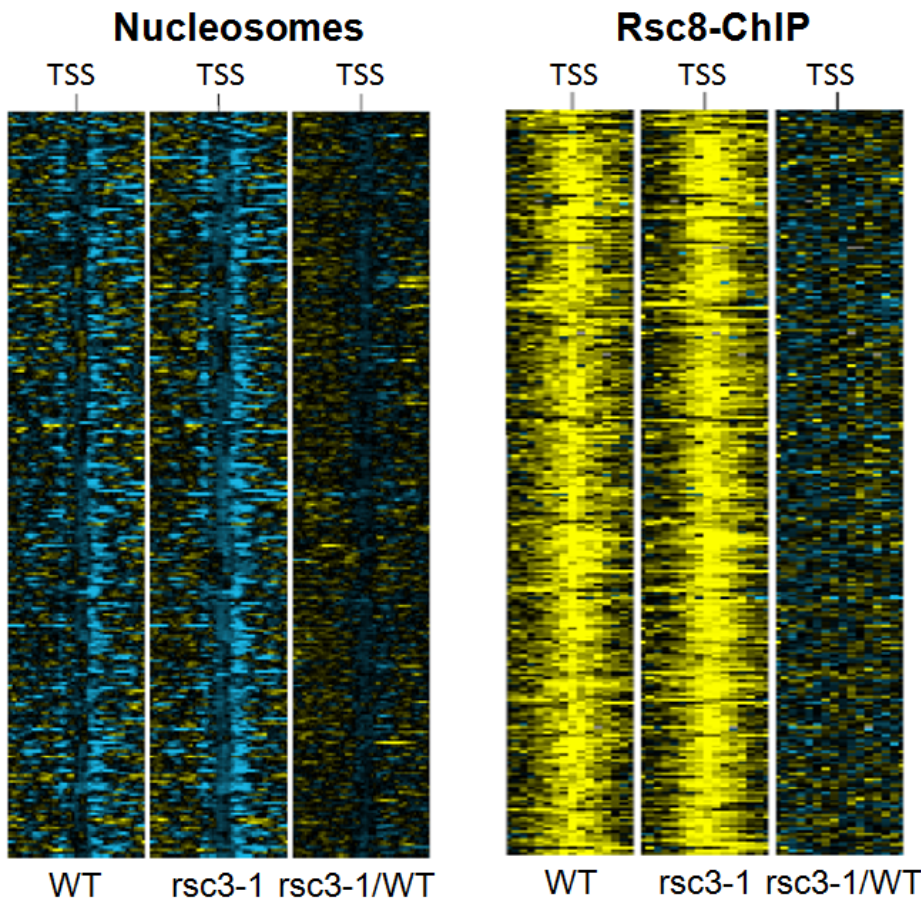 Nucleosomes Rsc8-ChIP
TSS TSS TSS TSS TSS TSS
WT rsc3-1 rsc3-1/WT WT rsc3-1 rsc3-1/WT